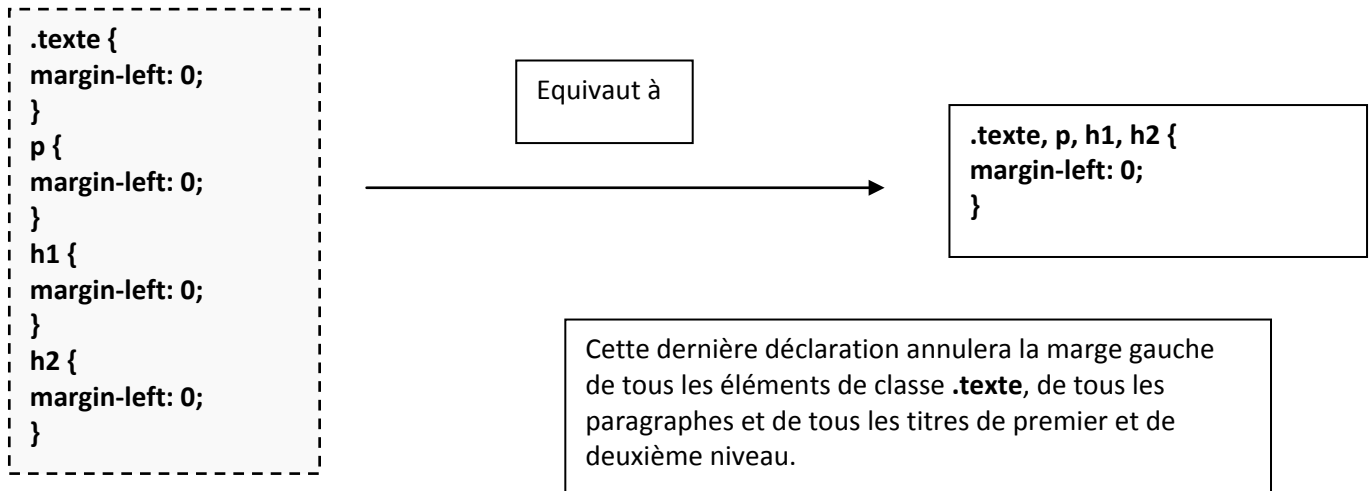 .texte {
margin-left: 0;
}
p {
margin-left: 0;
}
h1 {
margin-left: 0;
}
h2 {
margin-left: 0;
}
Equivaut à
.texte, p, h1, h2 {
margin-left: 0;
}
Cette dernière déclaration annulera la marge gauche
de tous les éléments de classe .texte, de tous les
paragraphes et de tous les titres de premier et de
deuxième niveau.